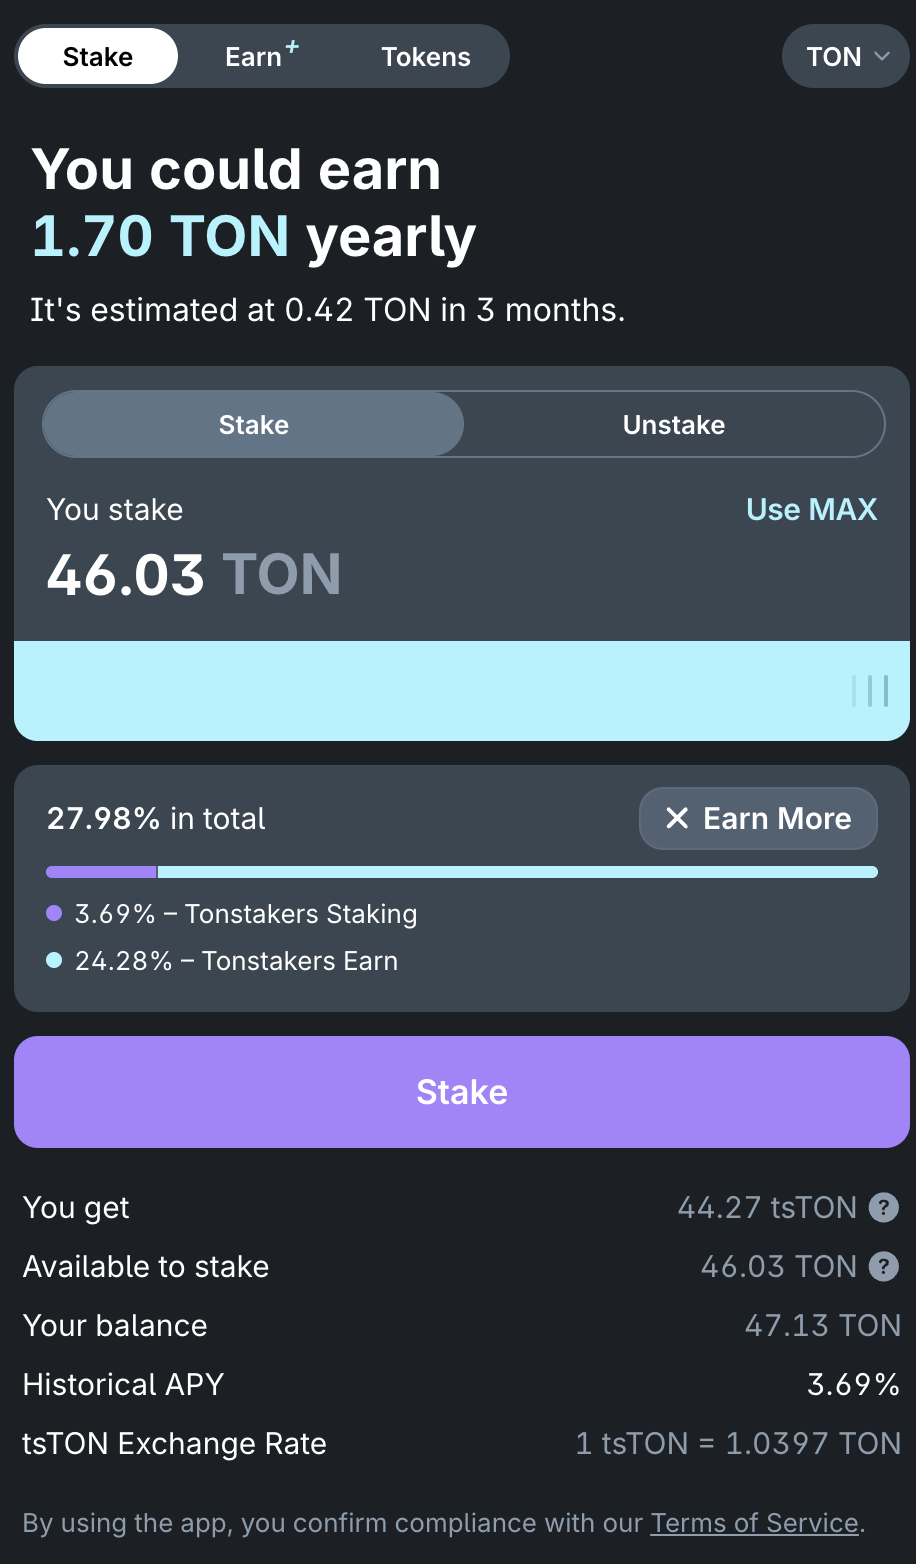 Stake Earn+ Tokens TON
You could earn
1.70 TON yearly
It's estimated at 0.42 TON in 3 months.
Stake Unstake
You stake Use MAX
46.03 TON
27.98% in total Earn More
3.69% – Tonstakers Staking
24.28% – Tonstakers Earn
Stake
You get 44.27 tsTON ?
Available to stake 46.03 TON ?
Your balance 47.13 TON
Historical APY 3.69%
tsTON Exchange Rate 1 tsTON = 1.0397 TON
By using the app, you confirm compliance with our Terms of Service.